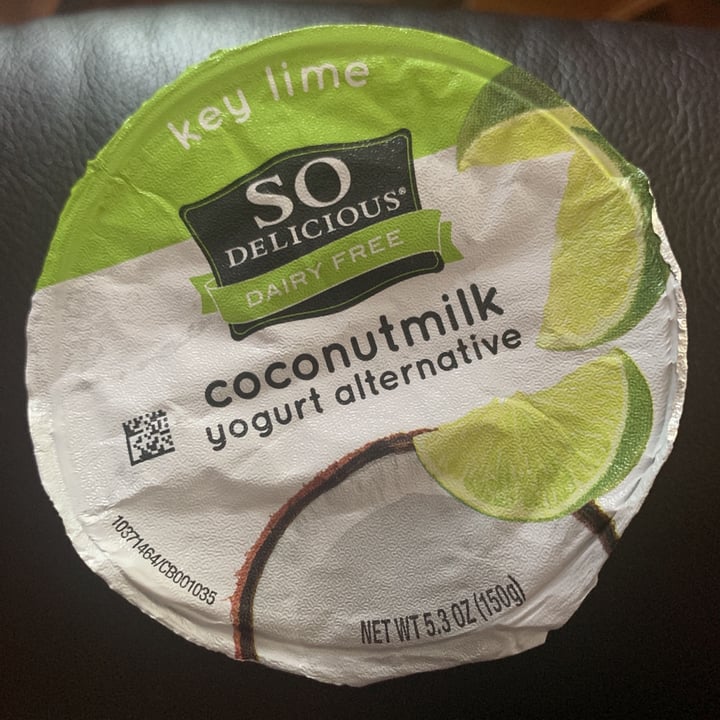 key lime
SO
DELICIOUS®
DAIRY FREE
coconutmilk
yogurt alternative
10371464/CB001035
NET WT 5.3 OZ (150g)